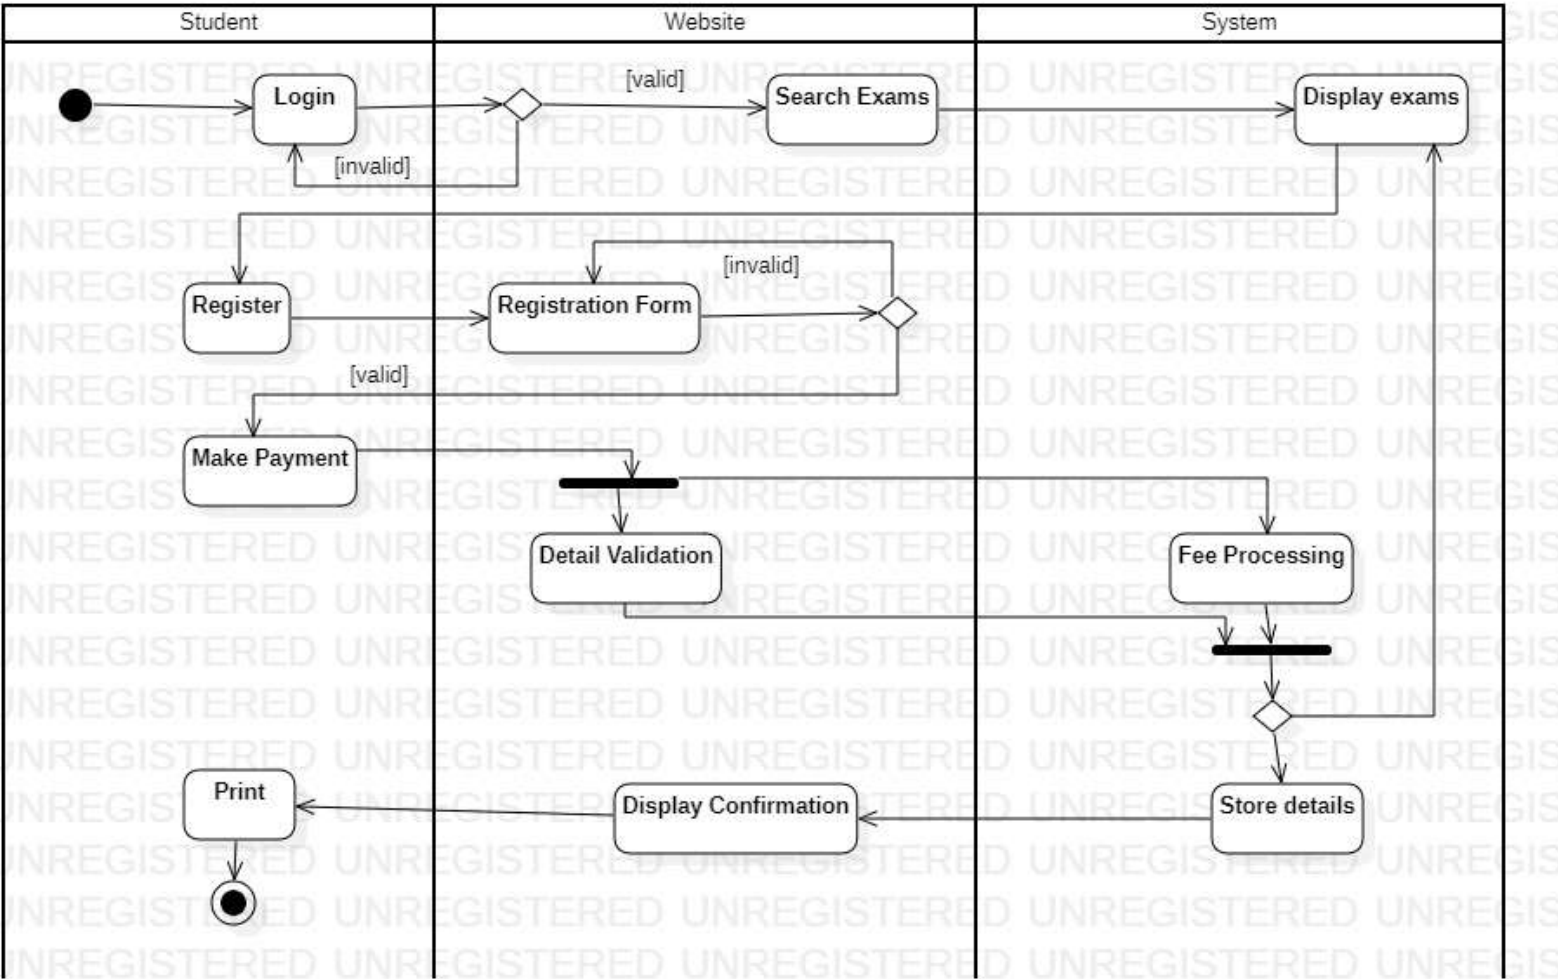 Student
Website
System
Login
[valid]
Search Exams
Display exams
[invalid]
Register
Registration Form
[invalid]
[valid]
Make Payment
Detail Validation
Fee Processing
Print
Display Confirmation
Store details
UNREGISTERED